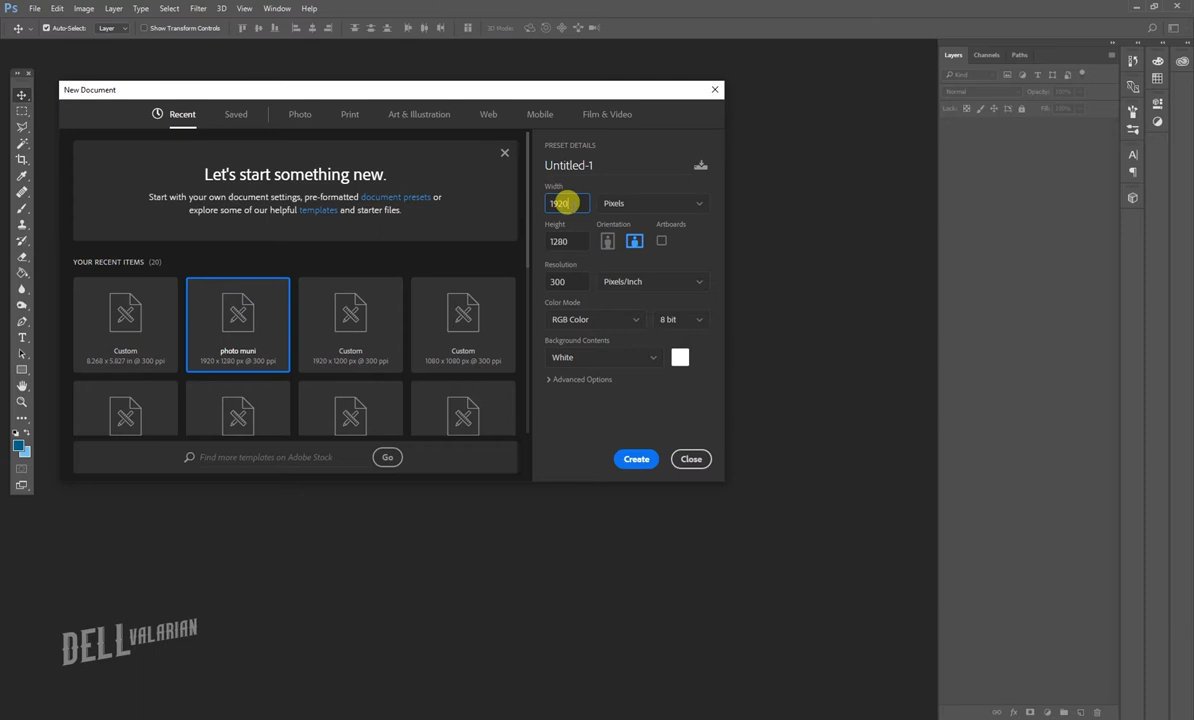 Ps File Edit Image Layer Type Select Filter 3D View Window Help
Auto-Select: Layer Show Transform Controls 3D Mode:
Layers Channels Paths
Kind
Normal Opacity: 100%
Lock: Fill: 100%
New Document
Recent Saved Photo Print Art & Illustration Web Mobile Film & Video
Let's start something new.
Start with your own document settings, pre-formatted document presets or
explore some of our helpful templates and starter files.
YOUR RECENT ITEMS (20)
Custom
8.268 x 5.827 in @ 300 ppi
photo muni
1920 x 1280 px @ 300 ppi
Custom
1920 x 1200 px @ 300 ppi
Custom
1080 x 1080 px @ 300 ppi
Find more templates on Adobe Stock Go
PRESET DETAILS
Untitled-1
Width
1920 Pixels
Height Orientation Artboards
1280
Resolution
300 Pixels/Inch
Color Mode
RGB Color 8 bit
Background Contents
White
Advanced Options
Create Close
DELL VALARIAN